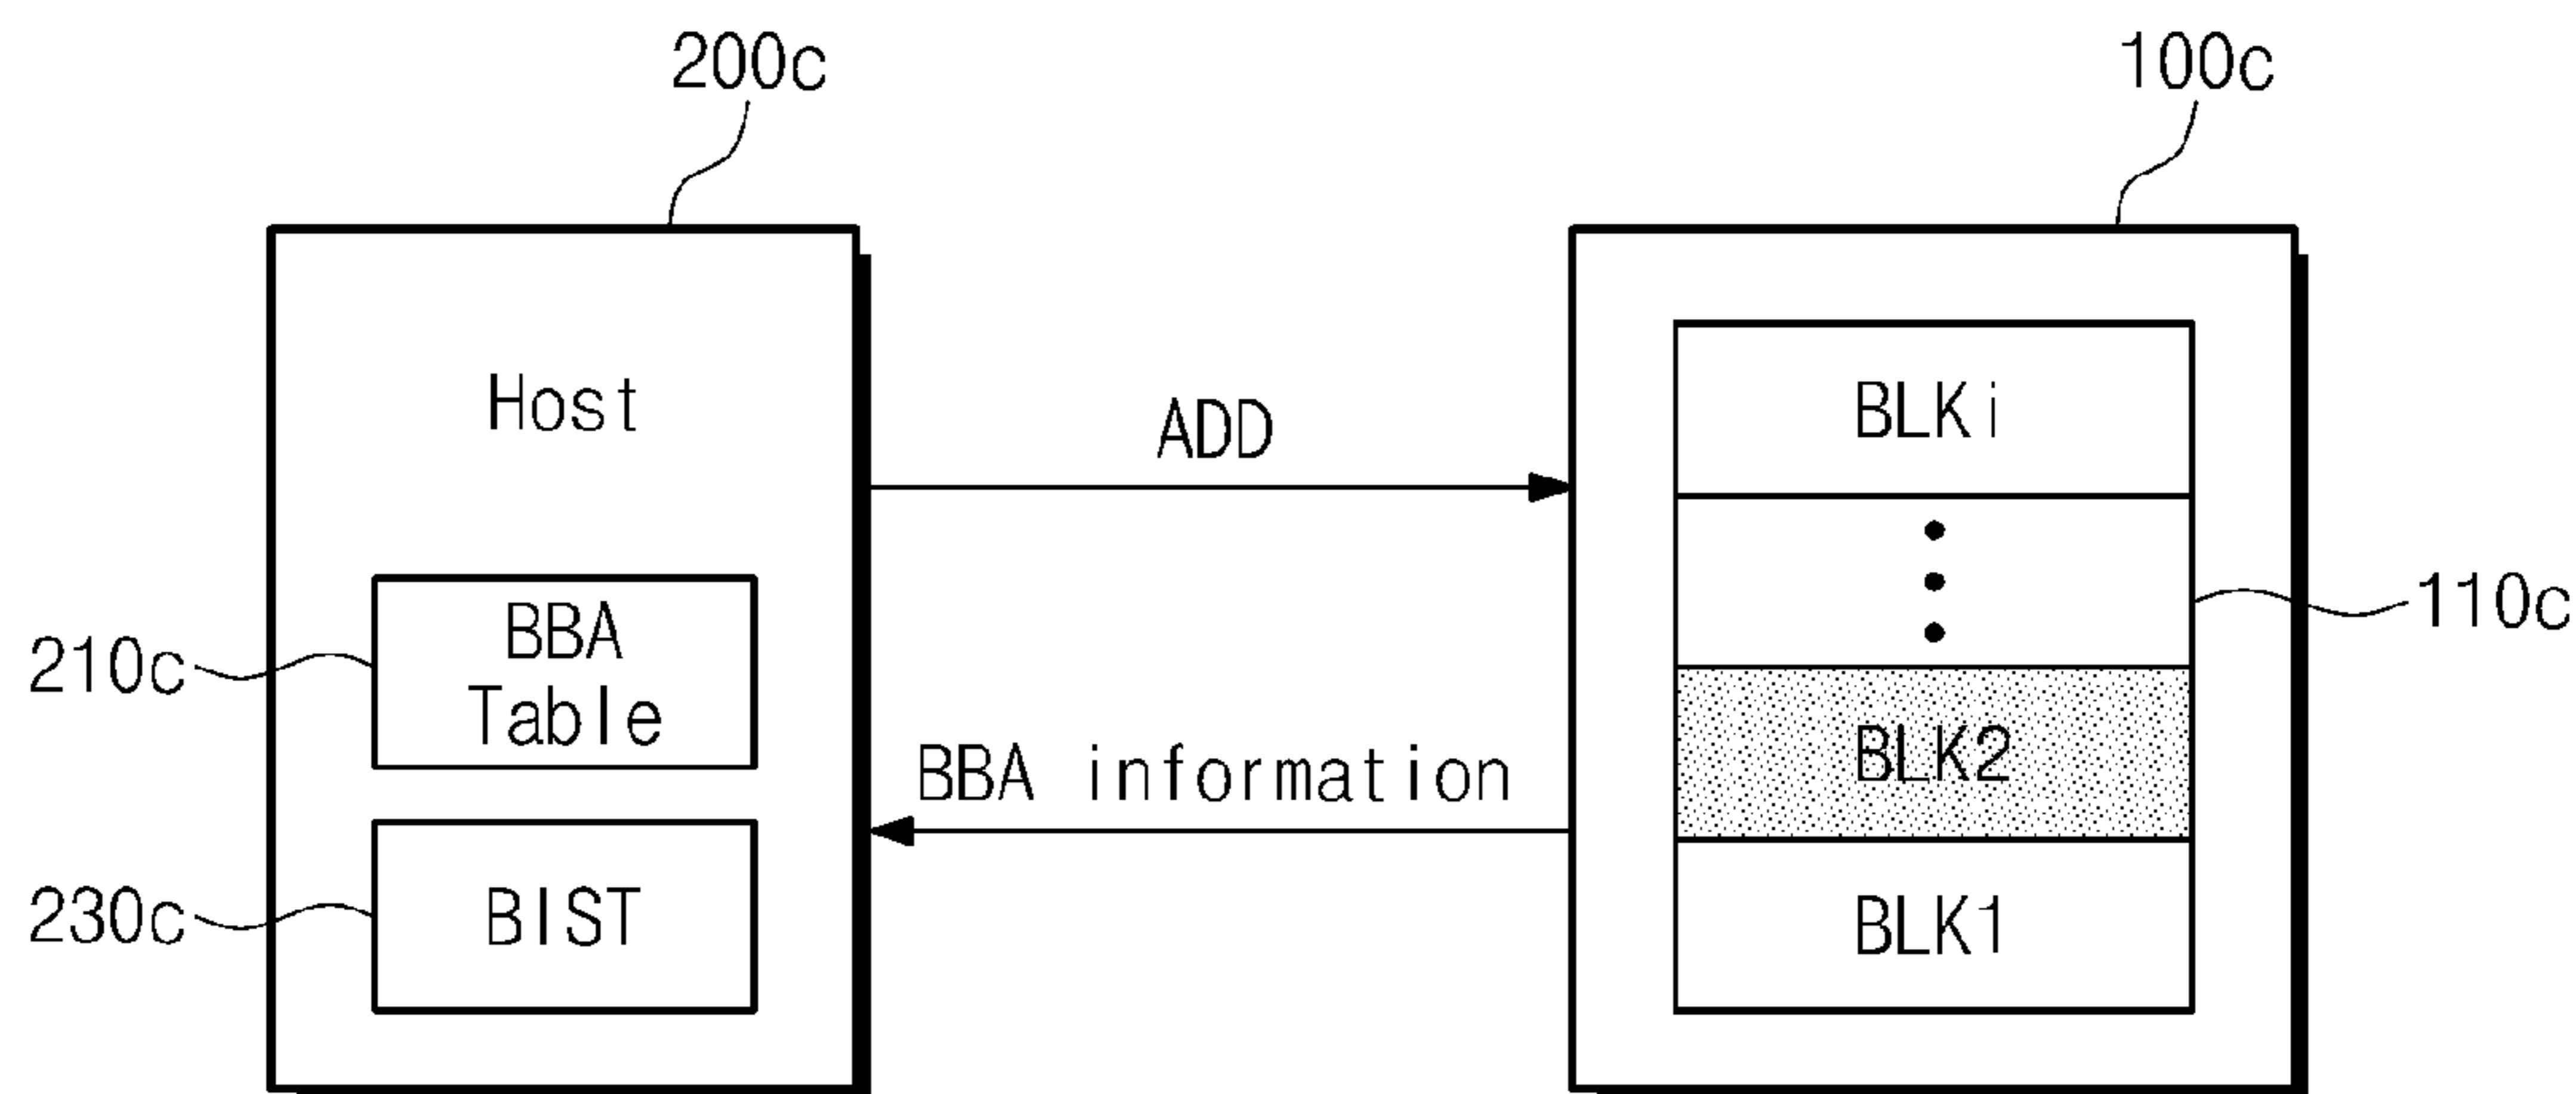 200c
100c
Host
BLKi
ADD
BBA
Table
210c
110c
BBA information
BLK2
BIST
230c
BLK1